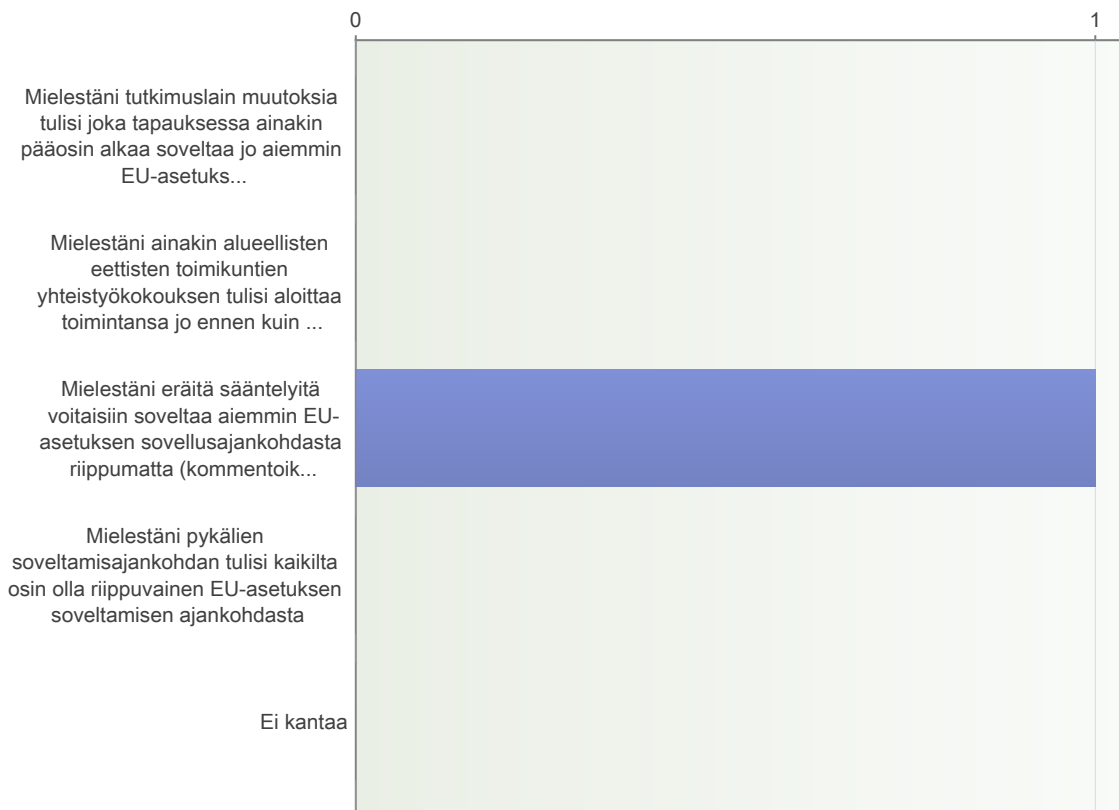 0 1
Mielestäni tutkimuslain muutoksia
tulisi joka tapauksessa ainakin
pääosin alkaa soveltaa jo aiemmin
EU-asetuks...
Mielestäni ainakin alueellisten
eettisten toimikuntien
yhteistyökokouksen tulisi aloittaa
toimintansa jo ennen kuin ...
Mielestäni eräitä sääntelyitä
voitaisiin soveltaa aiemmin EU-
asetuksen sovellusajankohdasta
riippumatta (kommentoik...
Mielestäni pykälien
soveltamisajankohdan tulisi kaikilta
osin olla riippuvainen EU-asetuksen
soveltamisen ajankohdasta
Ei kantaa